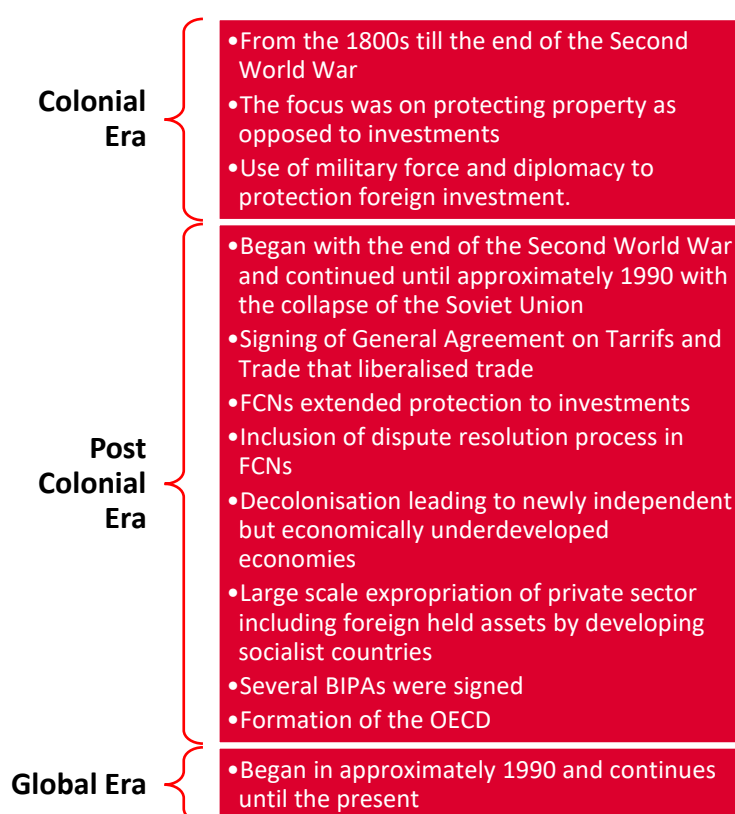 Colonial
Era
•From the 1800s till the end of the Second
World War
•The focus was on protecting property as
opposed to investments
•Use of military force and diplomacy to
protection foreign investment.
Post
Colonial
Era
•Began with the end of the Second World War
and continued until approximately 1990 with
the collapse of the Soviet Union
•Signing of General Agreement on Tarrifs and
Trade that liberalised trade
•FCNs extended protection to investments
•Inclusion of dispute resolution process in
FCNs
•Decolonisation leading to newly independent
but economically underdeveloped
economies
•Large scale expropriation of private sector
including foreign held assets by developing
socialist countries
•Several BIPAs were signed
•Formation of the OECD
Global Era
•Began in approximately 1990 and continues
until the present